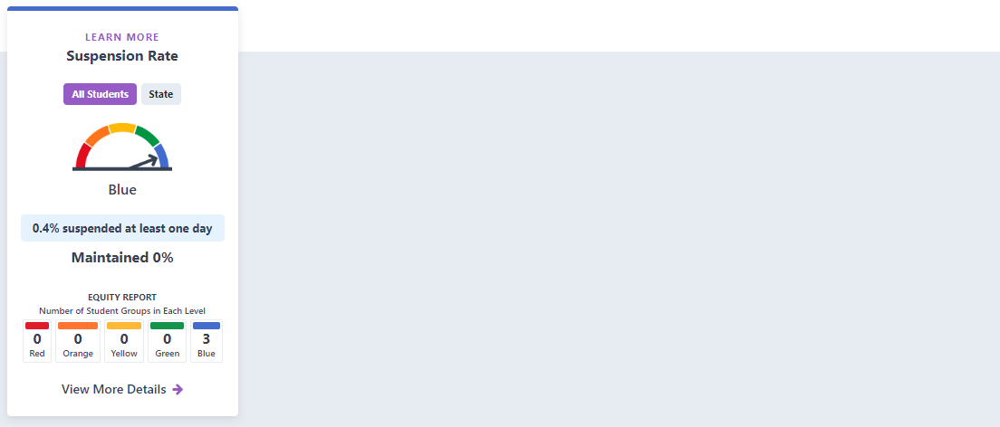 LEARN MORE
Suspension Rate
All Students State
Blue
0.4% suspended at least one day
Maintained 0%
EQUITY REPORT
Number of Student Groups in Each Level
0 0 0 0 3
Red Orange Yellow Green Blue
View More Details